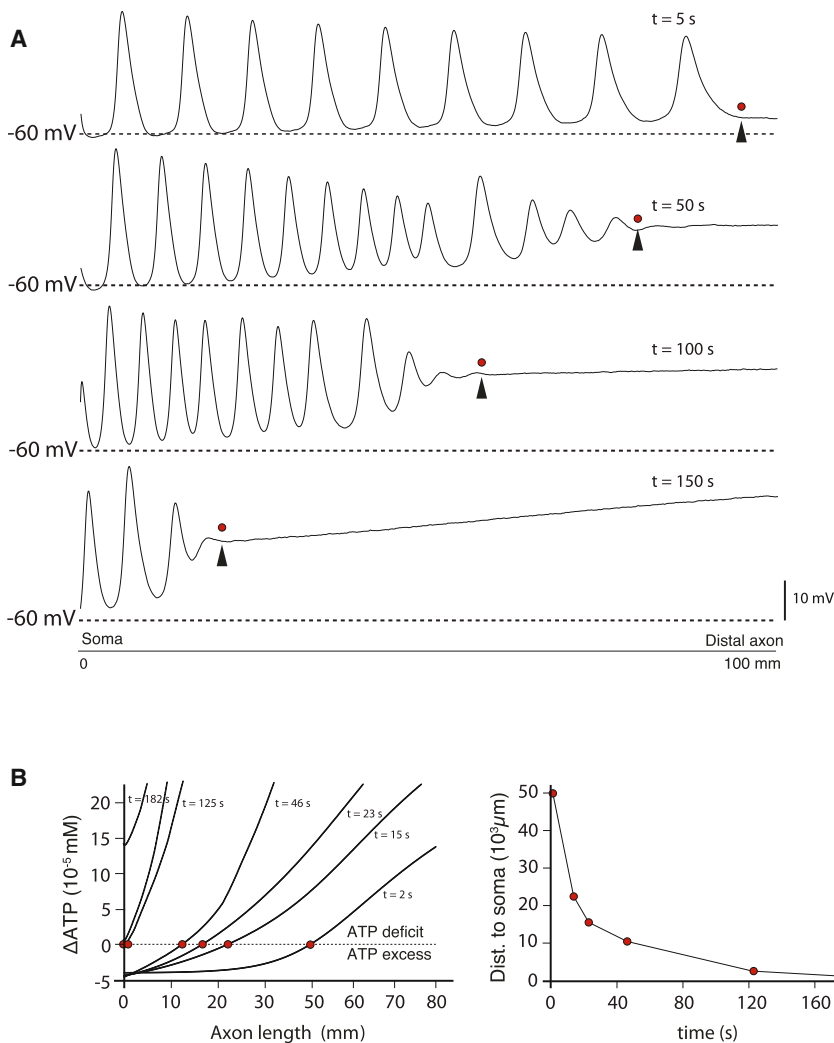 A
t = 5 s
-60 mV
t = 50 s
-60 mV
t = 100 s
-60 mV
t = 150 s
10 mV
-60 mV
Soma
Distal axon
0
100 mm
B
ΔATP (10-5 mM)
20
15
10
5
0
-5
t = 182 s
t = 125 s
t = 46 s
t = 23 s
t = 15 s
t = 2 s
ATP deficit
ATP excess
0 10 20 30 40 50 60 70 80
Axon length (mm)
Dist. to soma (10³µm)
50
40
30
20
10
0
0 40 80 120 160
time (s)